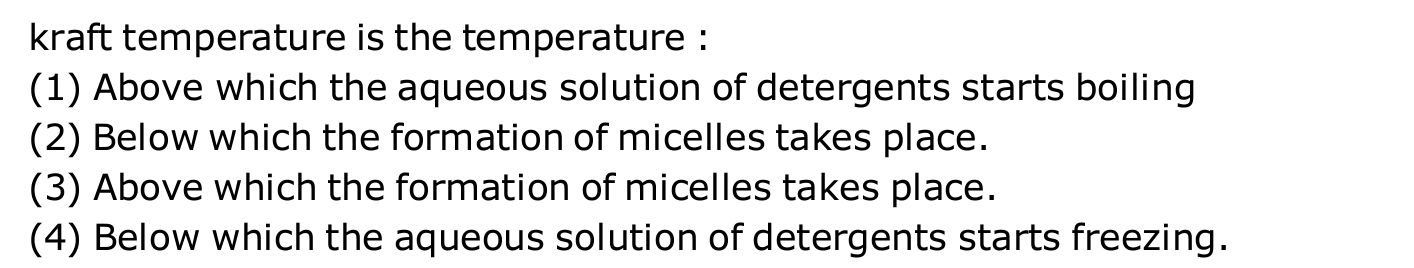 kraft temperature is the temperature :
(1) Above which the aqueous solution of detergents starts boiling
(2) Below which the formation of micelles takes place.
(3) Above which the formation of micelles takes place.
(4) Below which the aqueous solution of detergents starts freezing.